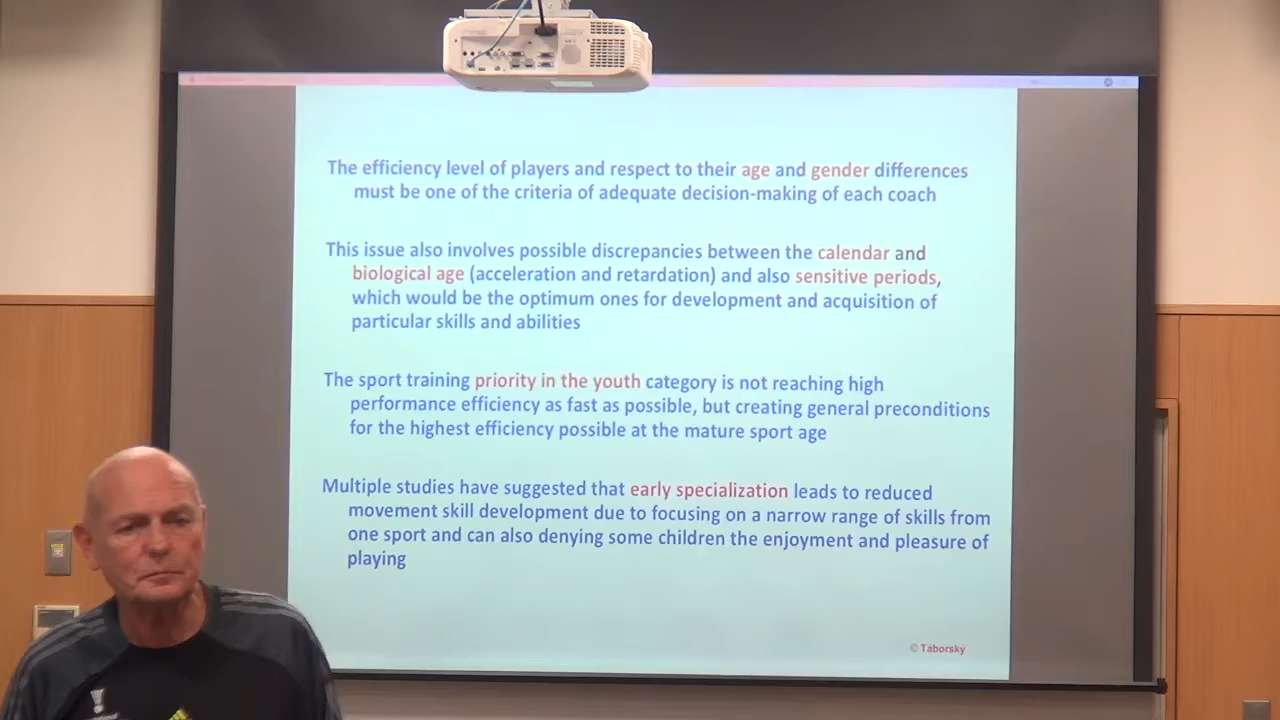 The efficiency level of players and respect to their age and gender differences
must be one of the criteria of adequate decision-making of each coach
This issue also involves possible discrepancies between the calendar and
biological age (acceleration and retardation) and also sensitive periods,
which would be the optimum ones for development and acquisition of
particular skills and abilities
The sport training priority in the youth category is not reaching high
performance efficiency as fast as possible, but creating general preconditions
for the highest efficiency possible at the mature sport age
Multiple studies have suggested that early specialization leads to reduced
movement skill development due to focusing on a narrow range of skills from
one sport and can also denying some children the enjoyment and pleasure of
playing
© Táborský